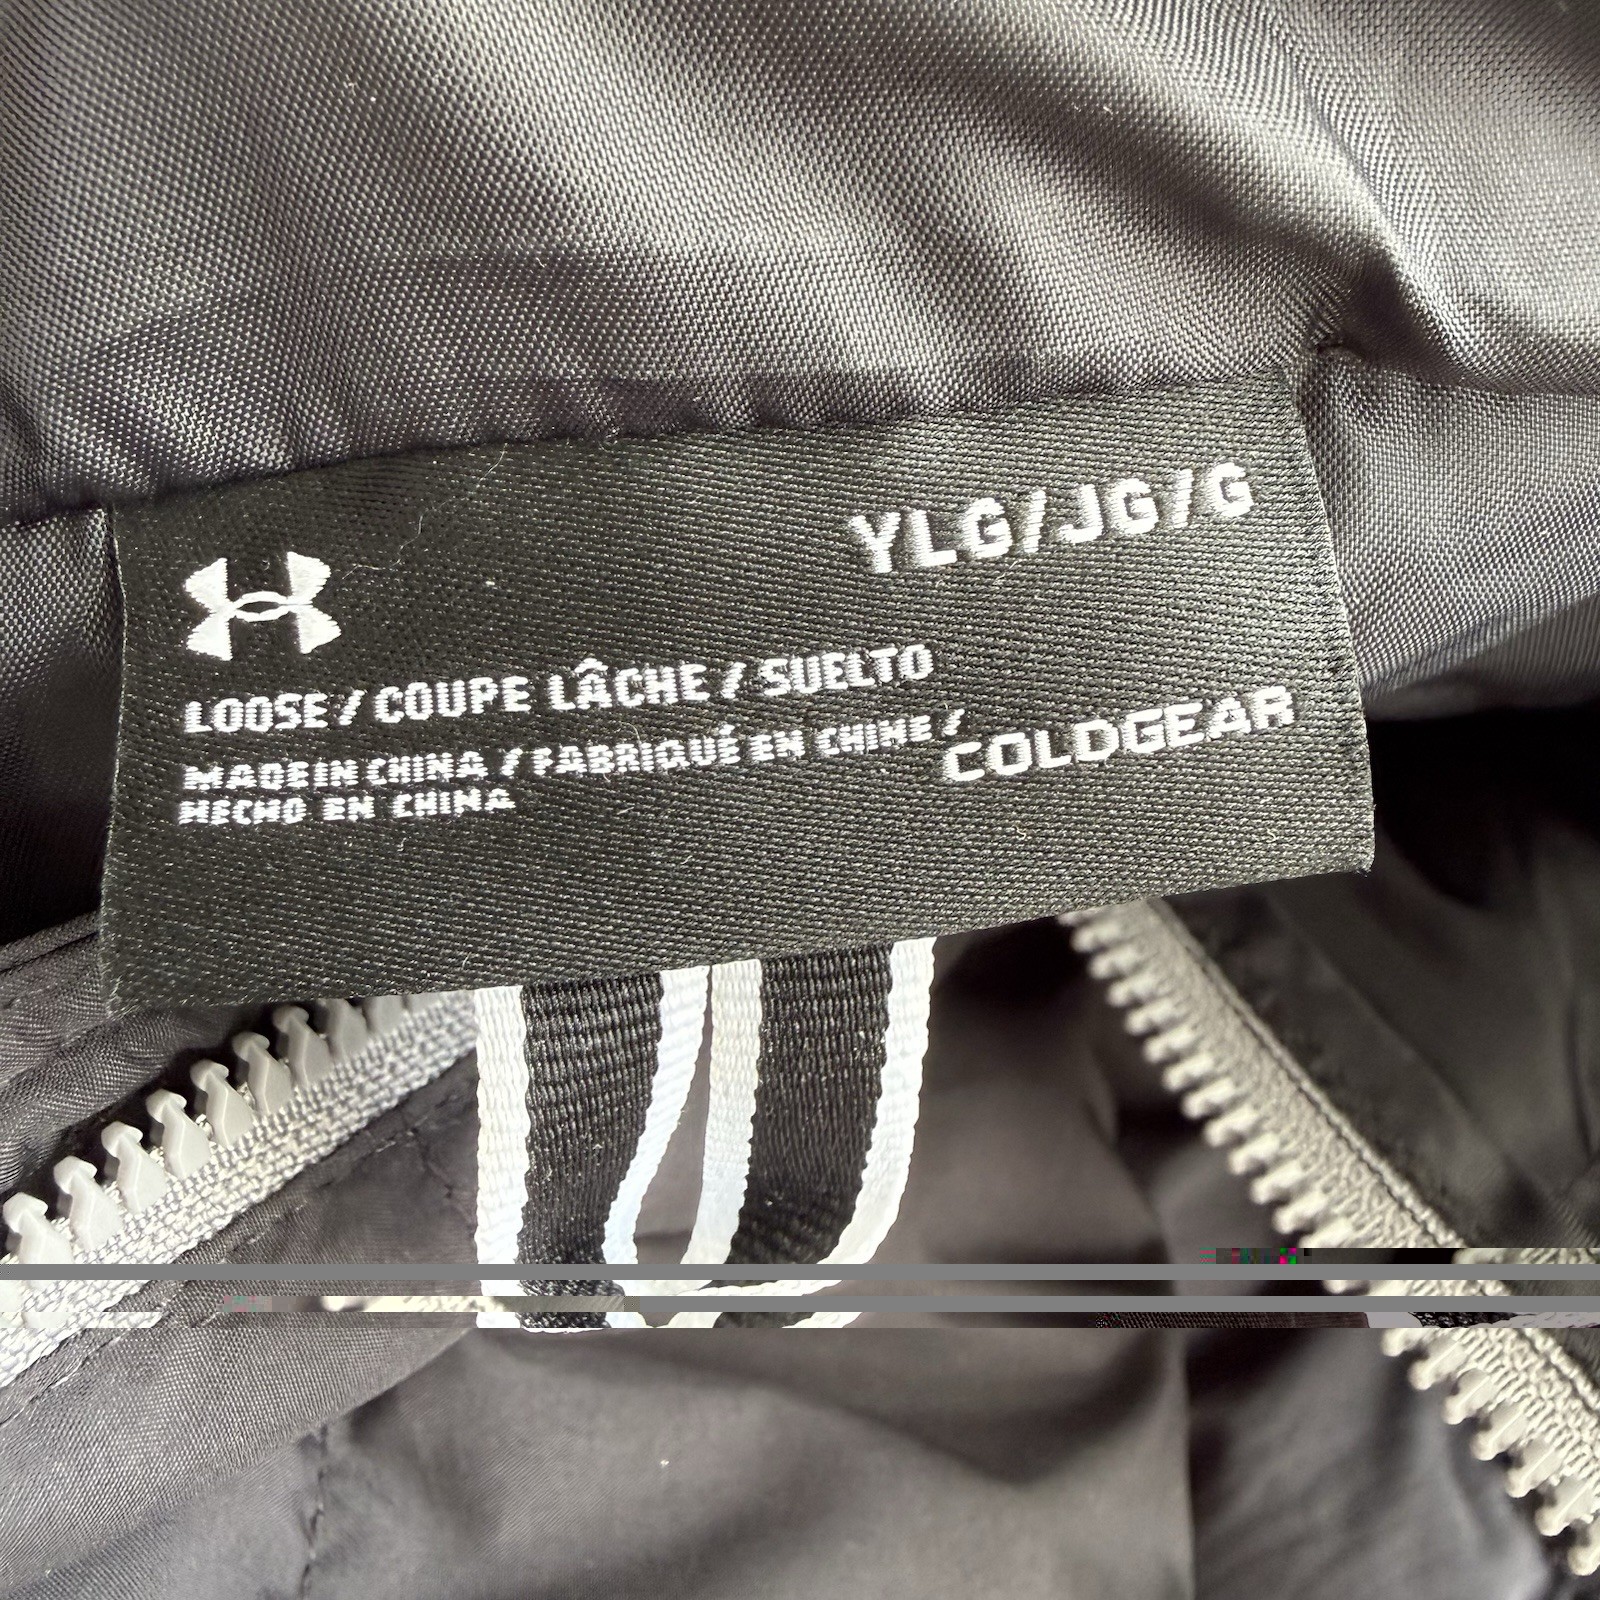 YLG/JG/G
LOOSE / COUPE LÂCHE / SUELTO
MADE IN CHINA / FABRIQUÉ EN CHINE /
HECHO EN CHINA
COLDGEAR